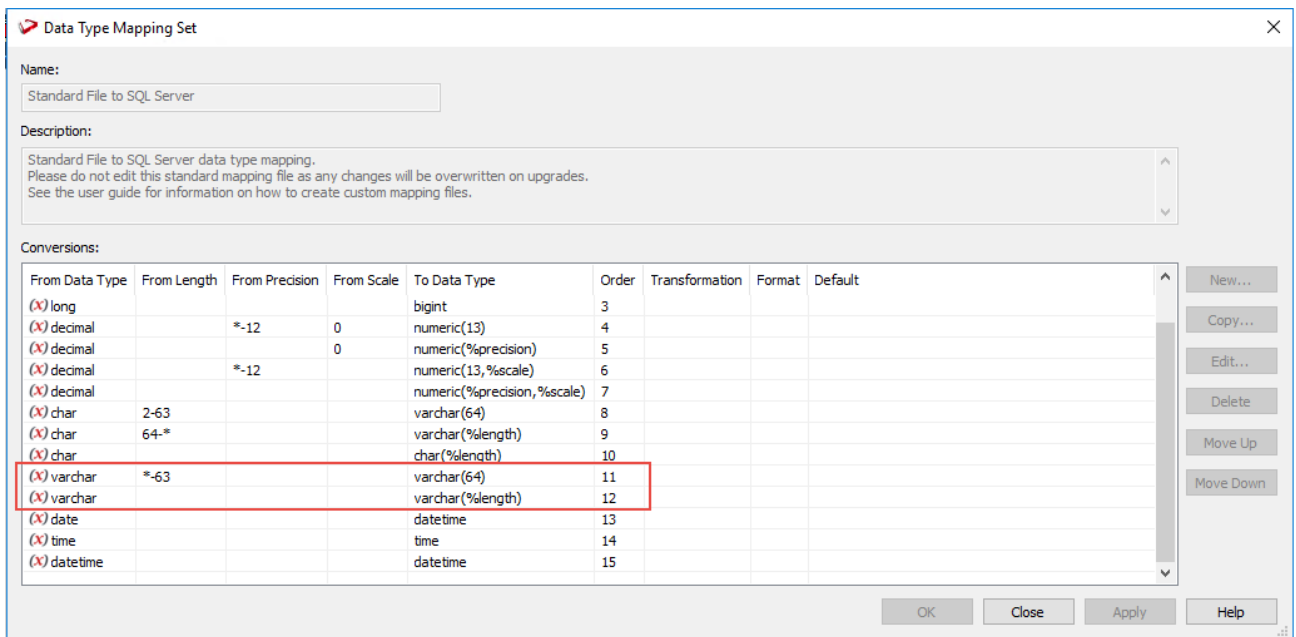 Data Type Mapping Set
Name:
Standard File to SQL Server
Description:
Standard File to SQL Server data type mapping.
Please do not edit this standard mapping file as any changes will be overwritten on upgrades.
See the user guide for information on how to create custom mapping files.
Conversions:
From Data Type From Length From Precision From Scale To Data Type Order Transformation Format Default
New...
(x) long bigint 3
(x) decimal *-12 0 numeric(13) 4
Copy...
(x) decimal 0 numeric(%precision) 5
(x) decimal *-12 numeric(13,%scale) 6
Edit...
(x) decimal numeric(%precision,%scale) 7
Delete
(x) char 2-63 varchar(64) 8
(x) char 64-* varchar(%length) 9
Move Up
(x) char char(%length) 10
(x) varchar *-63 varchar(64) 11
Move Down
(x) varchar varchar(%length) 12
(x) date datetime 13
(x) time time 14
(x) datetime datetime 15
OK Close Apply Help